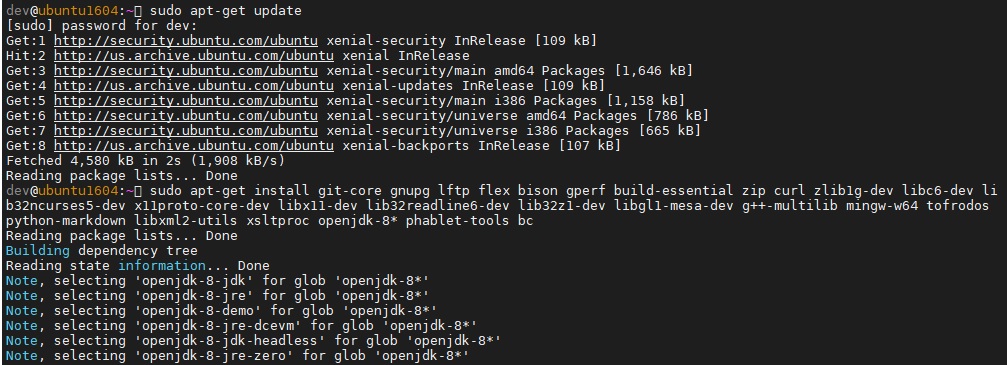 dev@ubuntu1604:~▯ sudo apt-get update
[sudo] password for dev:
Get:1 http://security.ubuntu.com/ubuntu xenial-security InRelease [109 kB]
Hit:2 http://us.archive.ubuntu.com/ubuntu xenial InRelease
Get:3 http://security.ubuntu.com/ubuntu xenial-security/main amd64 Packages [1,646 kB]
Get:4 http://us.archive.ubuntu.com/ubuntu xenial-updates InRelease [109 kB]
Get:5 http://security.ubuntu.com/ubuntu xenial-security/main i386 Packages [1,158 kB]
Get:6 http://security.ubuntu.com/ubuntu xenial-security/universe amd64 Packages [786 kB]
Get:7 http://security.ubuntu.com/ubuntu xenial-security/universe i386 Packages [665 kB]
Get:8 http://us.archive.ubuntu.com/ubuntu xenial-backports InRelease [107 kB]
Fetched 4,580 kB in 2s (1,908 kB/s)
Reading package lists... Done
dev@ubuntu1604:~▯ sudo apt-get install git-core gnupg lftp flex bison gperf build-essential zip curl zlib1g-dev libc6-dev li
b32ncurses5-dev x11proto-core-dev libx11-dev lib32readline6-dev lib32z1-dev libgl1-mesa-dev g++-multilib mingw-w64 tofrodos
python-markdown libxml2-utils xsltproc openjdk-8* phablet-tools bc
Reading package lists... Done
Building dependency tree
Reading state information... Done
Note, selecting 'openjdk-8-jdk' for glob 'openjdk-8*'
Note, selecting 'openjdk-8-jre' for glob 'openjdk-8*'
Note, selecting 'openjdk-8-demo' for glob 'openjdk-8*'
Note, selecting 'openjdk-8-jre-dcevm' for glob 'openjdk-8*'
Note, selecting 'openjdk-8-jdk-headless' for glob 'openjdk-8*'
Note, selecting 'openjdk-8-jre-zero' for glob 'openjdk-8*'